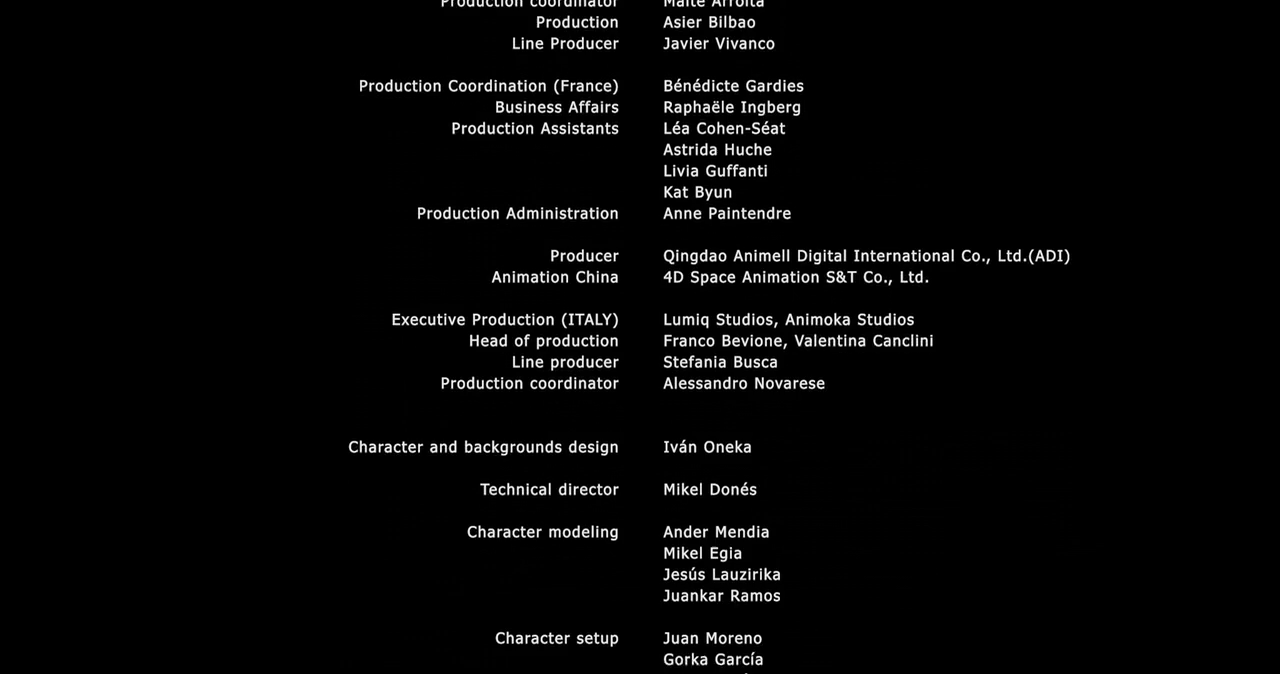 Production coordinator Maite Arroita
Production Asier Bilbao
Line Producer Javier Vivanco
Production Coordination (France) Bénédicte Gardies
Business Affairs Raphaële Ingberg
Production Assistants Léa Cohen-Séat
Astrida Huche
Livia Guffanti
Kat Byun
Production Administration Anne Paintendre
Producer Qingdao Animell Digital International Co., Ltd.(ADI)
Animation China 4D Space Animation S&T Co., Ltd.
Executive Production (ITALY) Lumiq Studios, Animoka Studios
Head of production Franco Bevione, Valentina Canclini
Line producer Stefania Busca
Production coordinator Alessandro Novarese
Character and backgrounds design Iván Oneka
Technical director Mikel Donés
Character modeling Ander Mendia
Mikel Egia
Jesús Lauzirika
Juankar Ramos
Character setup Juan Moreno
Gorka García